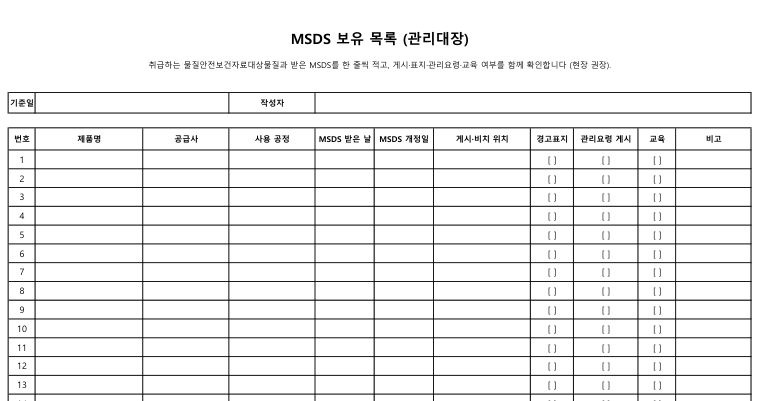 MSDS 보유 목록 (관리대장)
취급하는 물질안전보건자료대상물질과 받은 MSDS를 한 줄씩 적고, 게시·표지·관리요령·교육 여부를 함께 확인합니다 (현장 권장).
기준일 작성자
번호 제품명 공급사 사용 공정 MSDS 받은 날 MSDS 개정일 게시·비치 위치 경고표지 관리요령 게시 교육 비고
1 [ ] [ ] [ ]
2 [ ] [ ] [ ]
3 [ ] [ ] [ ]
4 [ ] [ ] [ ]
5 [ ] [ ] [ ]
6 [ ] [ ] [ ]
7 [ ] [ ] [ ]
8 [ ] [ ] [ ]
9 [ ] [ ] [ ]
10 [ ] [ ] [ ]
11 [ ] [ ] [ ]
12 [ ] [ ] [ ]
13 [ ] [ ] [ ]